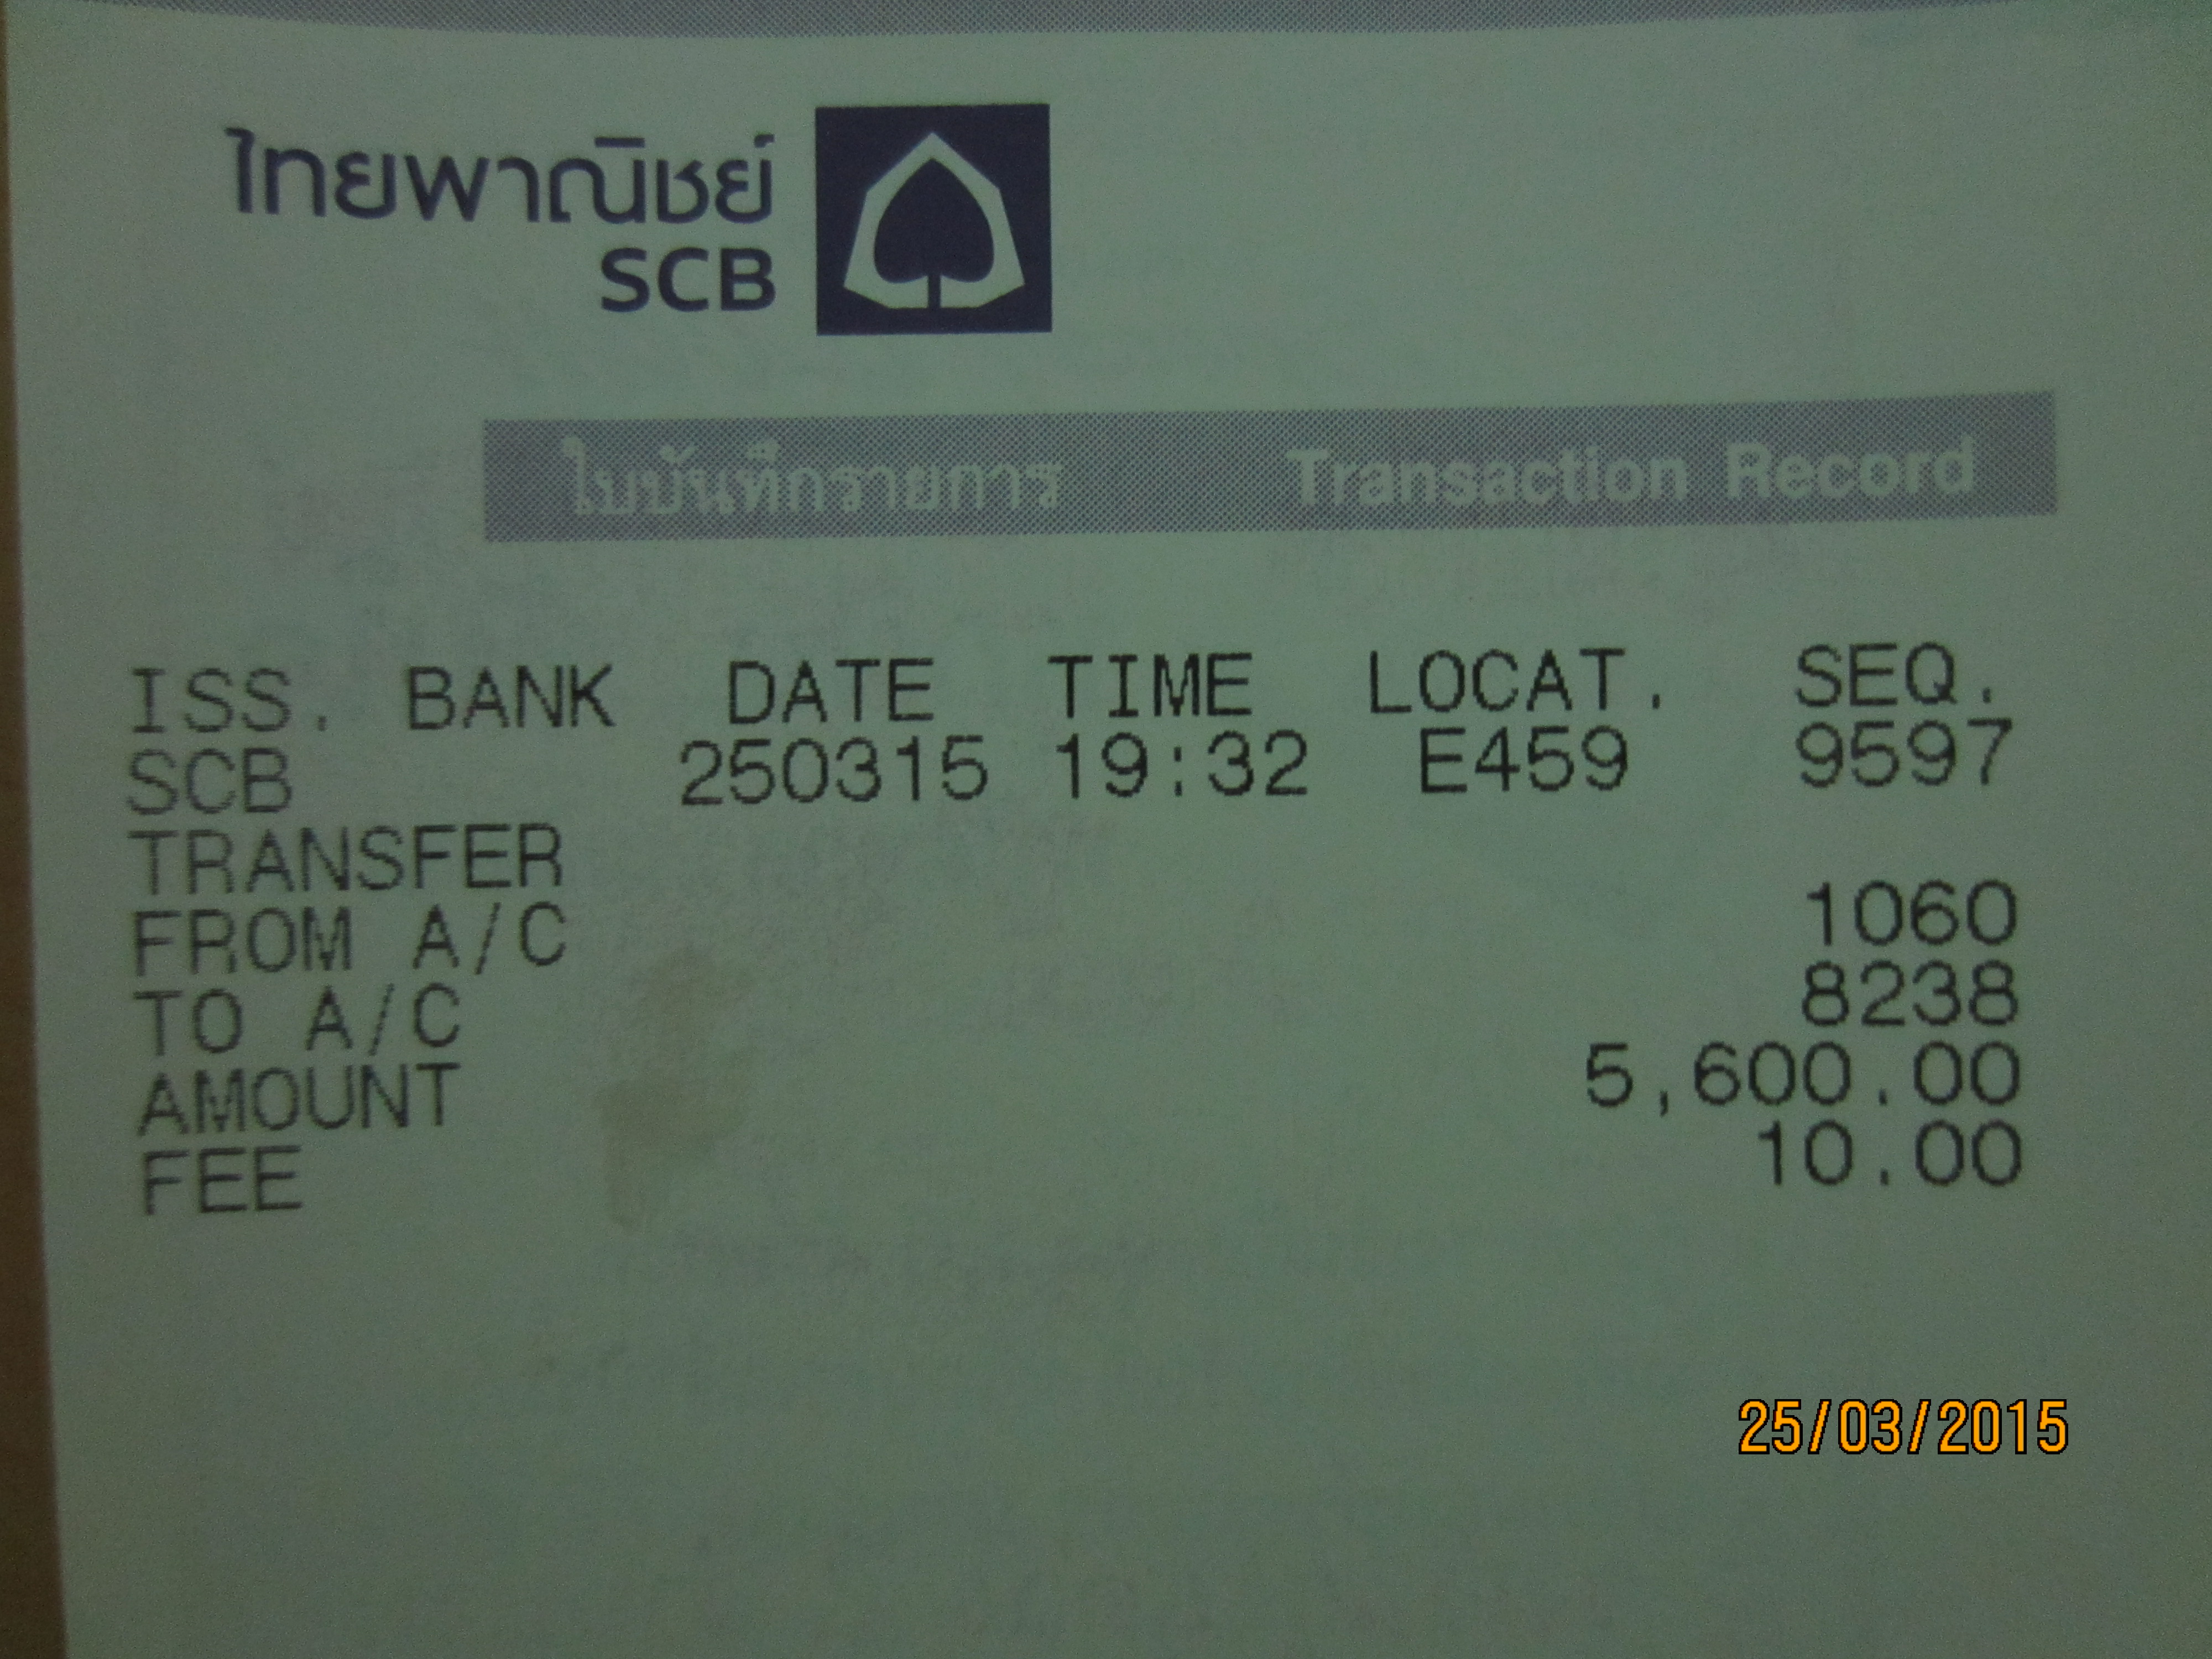 ไทยพาณิชย์
SCB
ใบบันทึกรายการ Transaction Record
ISS. BANK DATE TIME LOCAT. SEQ.
SCB 250315 19:32 E459 9597
TRANSFER
FROM A/C 1060
TO A/C 8238
AMOUNT 5,600.00
FEE 10.00
25/03/2015